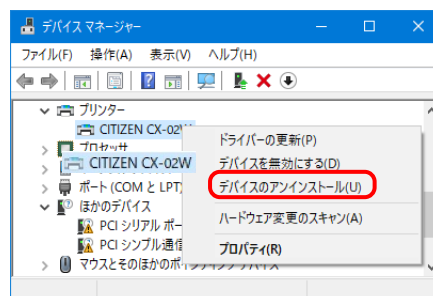 デバイス マネージャー
ファイル(F) 操作(A) 表示(V) ヘルプ(H)
プリンター
CITIZEN CX-02W
ドライバーの更新(P)
プロセッサ
CITIZEN CX-02W
デバイスを無効にする(D)
ポート (COM と LPT)
デバイスのアンインストール(U)
ほかのデバイス
PCI シリアル ポー
ハードウェア変更のスキャン(A)
PCI シンプル通信
プロパティ(R)
マウスとそのほかのポインティング デバイス